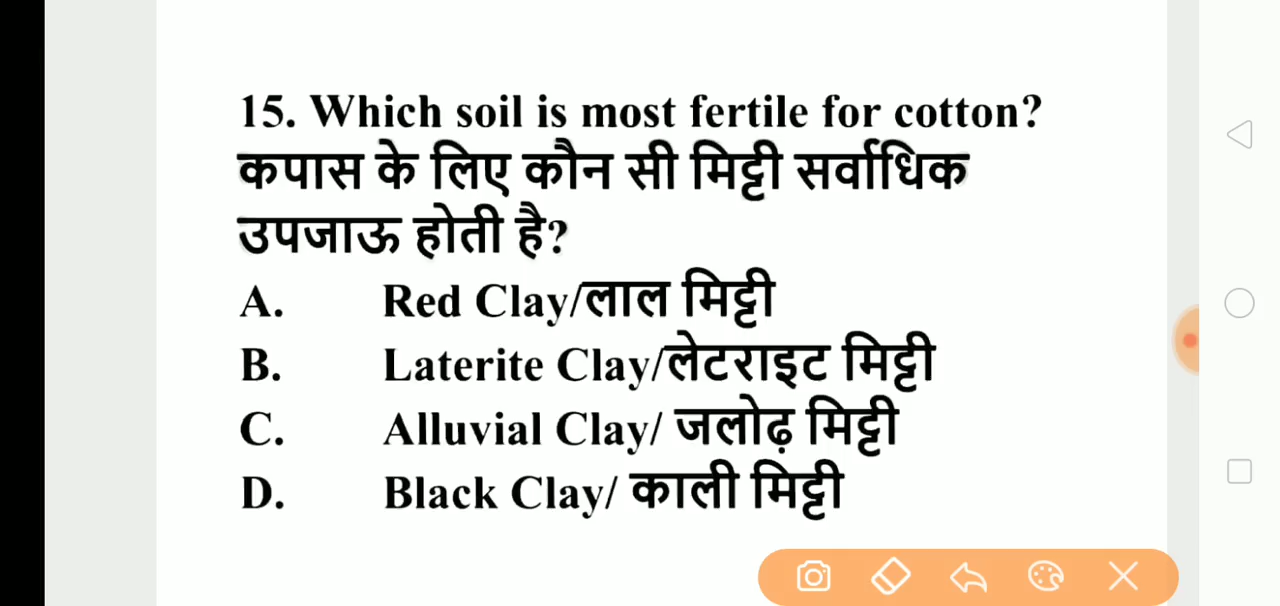 15. Which soil is most fertile for cotton?
कपास के लिए कौन सी मिट्टी सर्वाधिक
उपजाऊ होती है?
A. Red Clay/लाल मिट्टी
B. Laterite Clay/लेटराइट मिट्टी
C. Alluvial Clay/ जलोढ़ मिट्टी
D. Black Clay/ काली मिट्टी